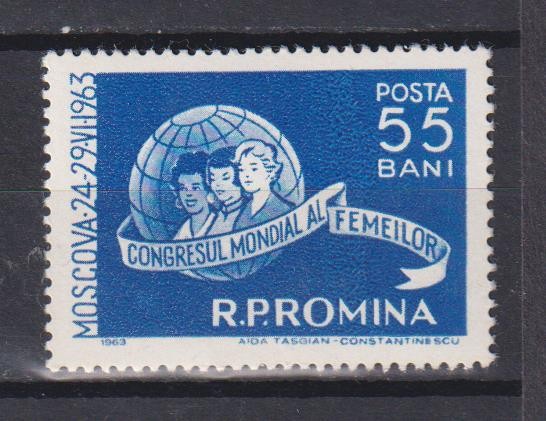 MOSCOVA·24-29·VI·1963
POSTA
55
BANI
CONGRESUL MONDIAL AL FEMEILOR
R.P.ROMINA
1963
AIDA TASGIAN-CONSTANTINESCU